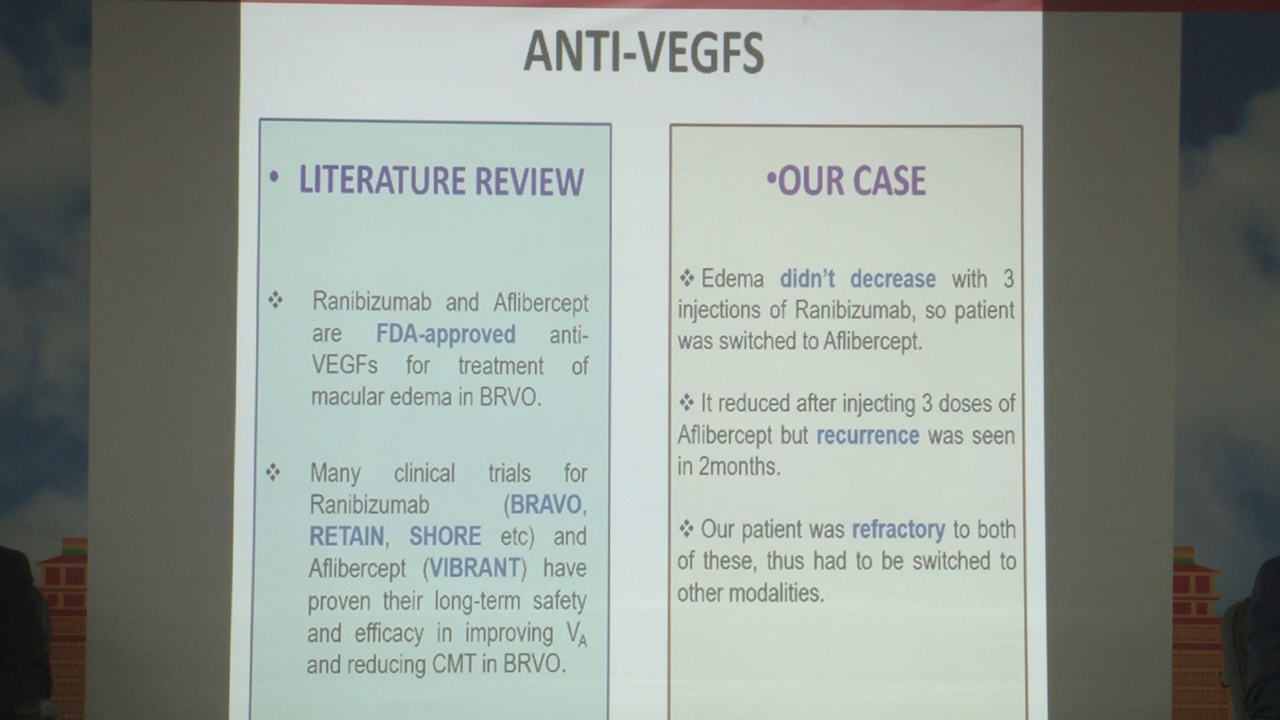 ANTI-VEGFS
• LITERATURE REVIEW
❖ Ranibizumab and Aflibercept
are FDA-approved anti-
VEGFs for treatment of
macular edema in BRVO.
❖ Many clinical trials for
Ranibizumab (BRAVO,
RETAIN, SHORE etc) and
Aflibercept (VIBRANT) have
proven their long-term safety
and efficacy in improving VA
and reducing CMT in BRVO.
•OUR CASE
❖ Edema didn't decrease with 3
injections of Ranibizumab, so patient
was switched to Aflibercept.
❖ It reduced after injecting 3 doses of
Aflibercept but recurrence was seen
in 2months.
❖ Our patient was refractory to both
of these, thus had to be switched to
other modalities.